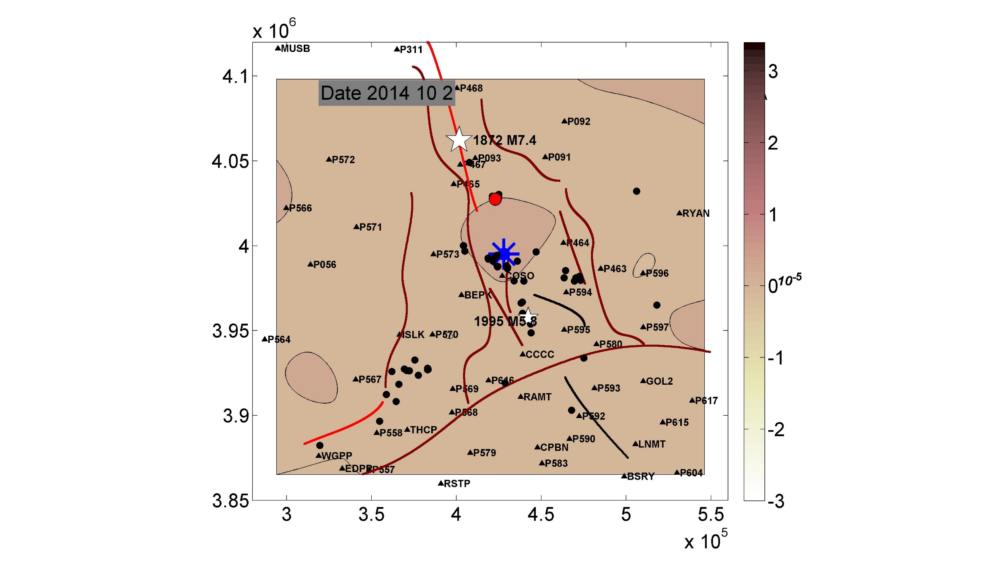 x 10^6
MUSB
P311
4.1
3
Date 2014 10 2
P468
P092
2
1872 M7.4
P572
P093
P091
4.05
P467
P465
P566
RYAN
1
P571
4
P464
P573
P056
P463
P596
COSO
0
10^-5
BEPK
P594
1995 M5.8
3.95
P595
P597
ISLK
P570
P564
P580
CCCC
-1
P567
P616
GOL2
P569
P593
RAMT
P617
3.9
P568
P592
P615
THCP
P558
-2
P590
LNMT
CPBN
P579
WGPP
P583
EDPP
P557
P604
BSRY
RSTP
3.85
-3
3
3.5
4
4.5
5
5.5
x 10^5